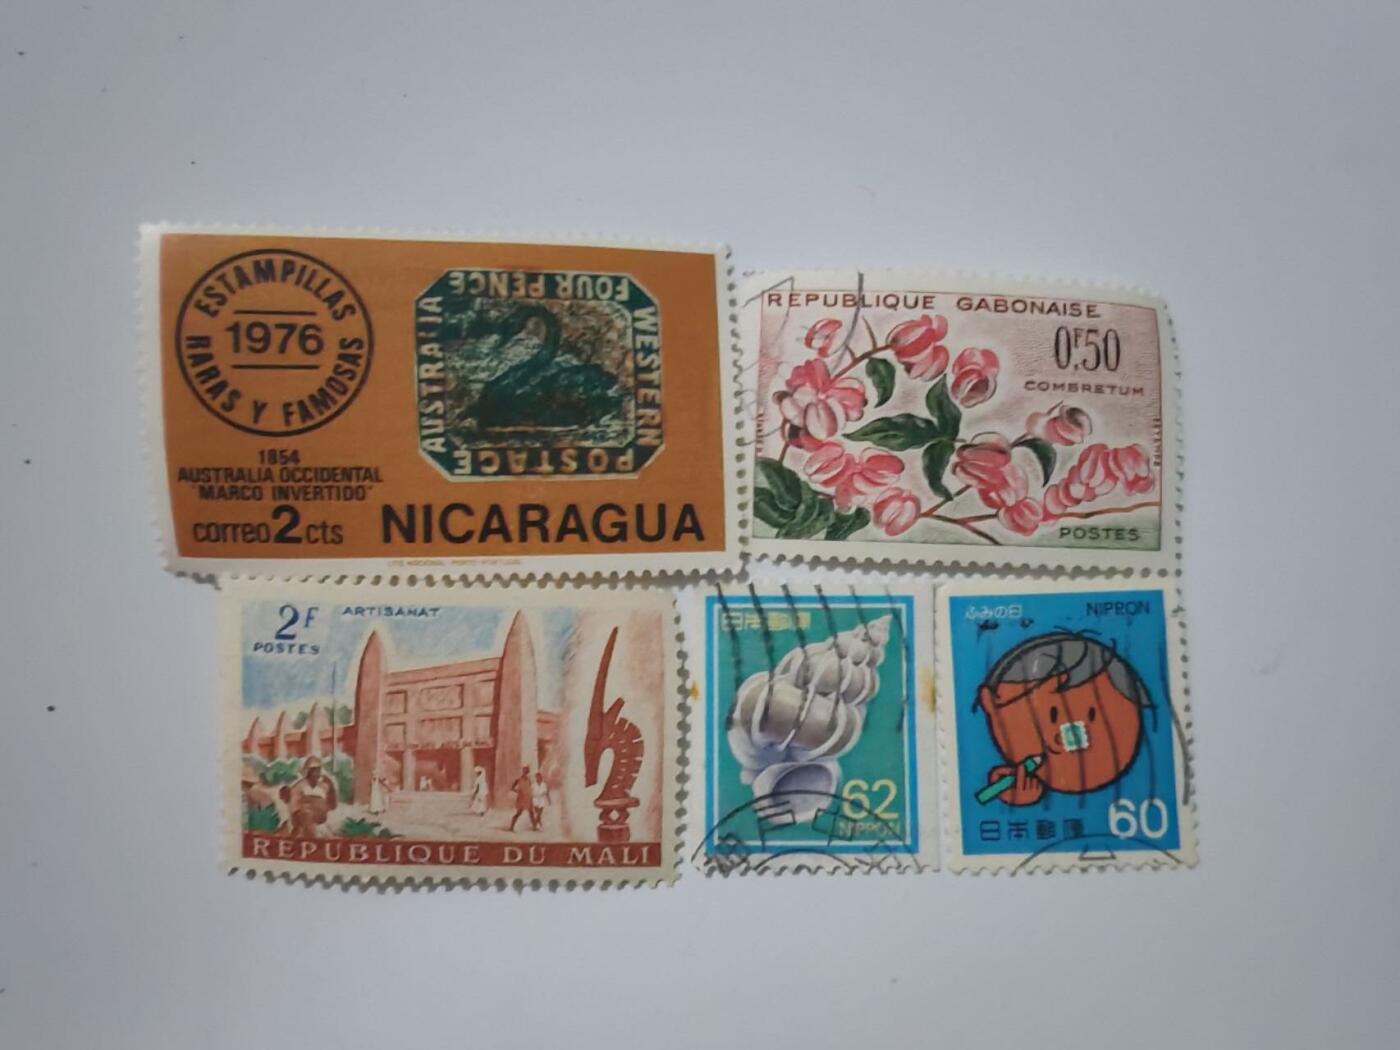 ESTAMPILLAS
1976
RARAS Y FAMOSAS
FOUR PENCE
AUSTRALIA
WESTERN
POSTAGE
1854
AUSTRALIA OCCIDENTAL
"MARCO INVERTIDO"
correo 2 cts
NICARAGUA
REPUBLIQUE GABONAISE
0F,50
COMBRETUM
POSTES
2F
POSTES
ARTISANAT
REPUBLIQUE DU MALI
日本郵便
62
NIPPON
ふみの日
NIPPON
日本郵便
60